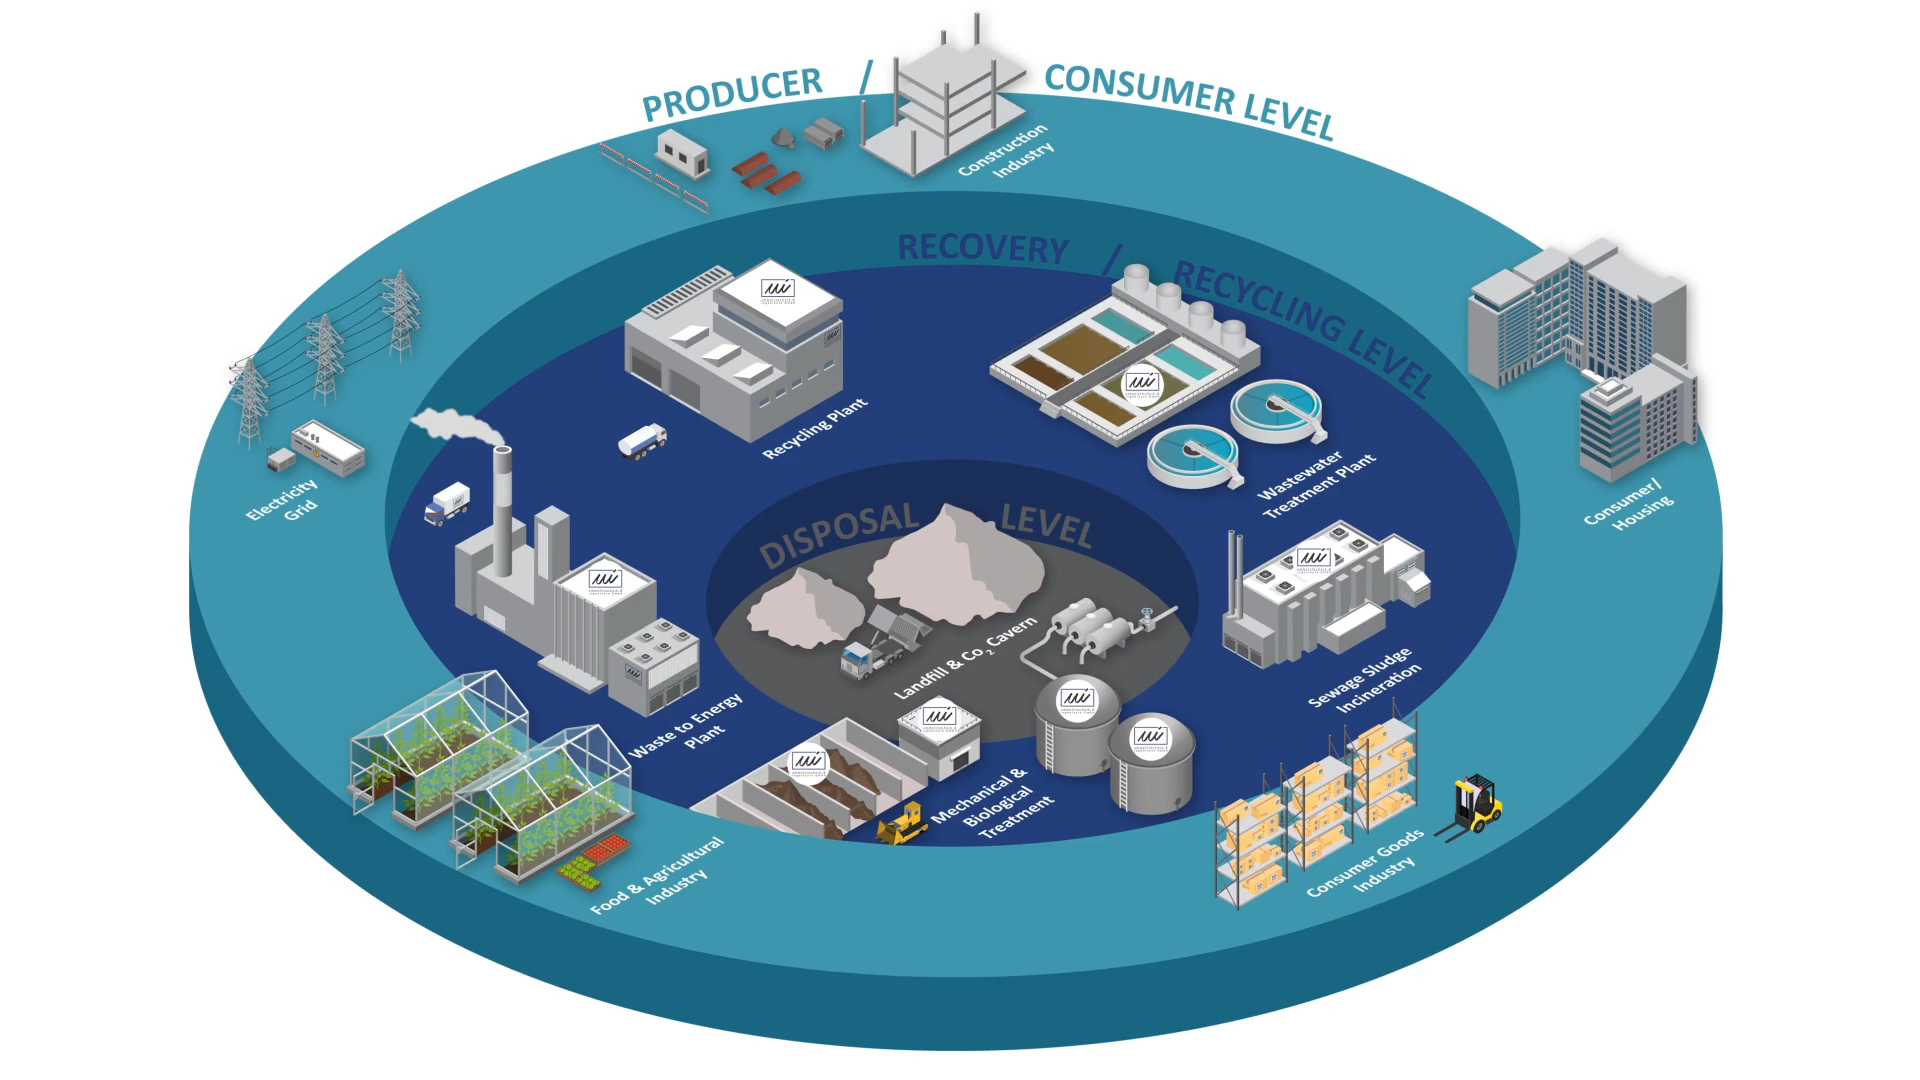 PRODUCER / CONSUMER LEVEL
Construction
Industry
RECOVERY / RECYCLING LEVEL
Recycling Plant
Wastewater
Treatment Plant
Consumer/
Housing
Electricity
Grid
DISPOSAL LEVEL
Landfill & Co2 Cavern
Sewage Sludge
Incineration
Waste to Energy
Plant
Mechanical &
Biological
Treatment
Food & Agricultural
Industry
Consumer Goods
Industry